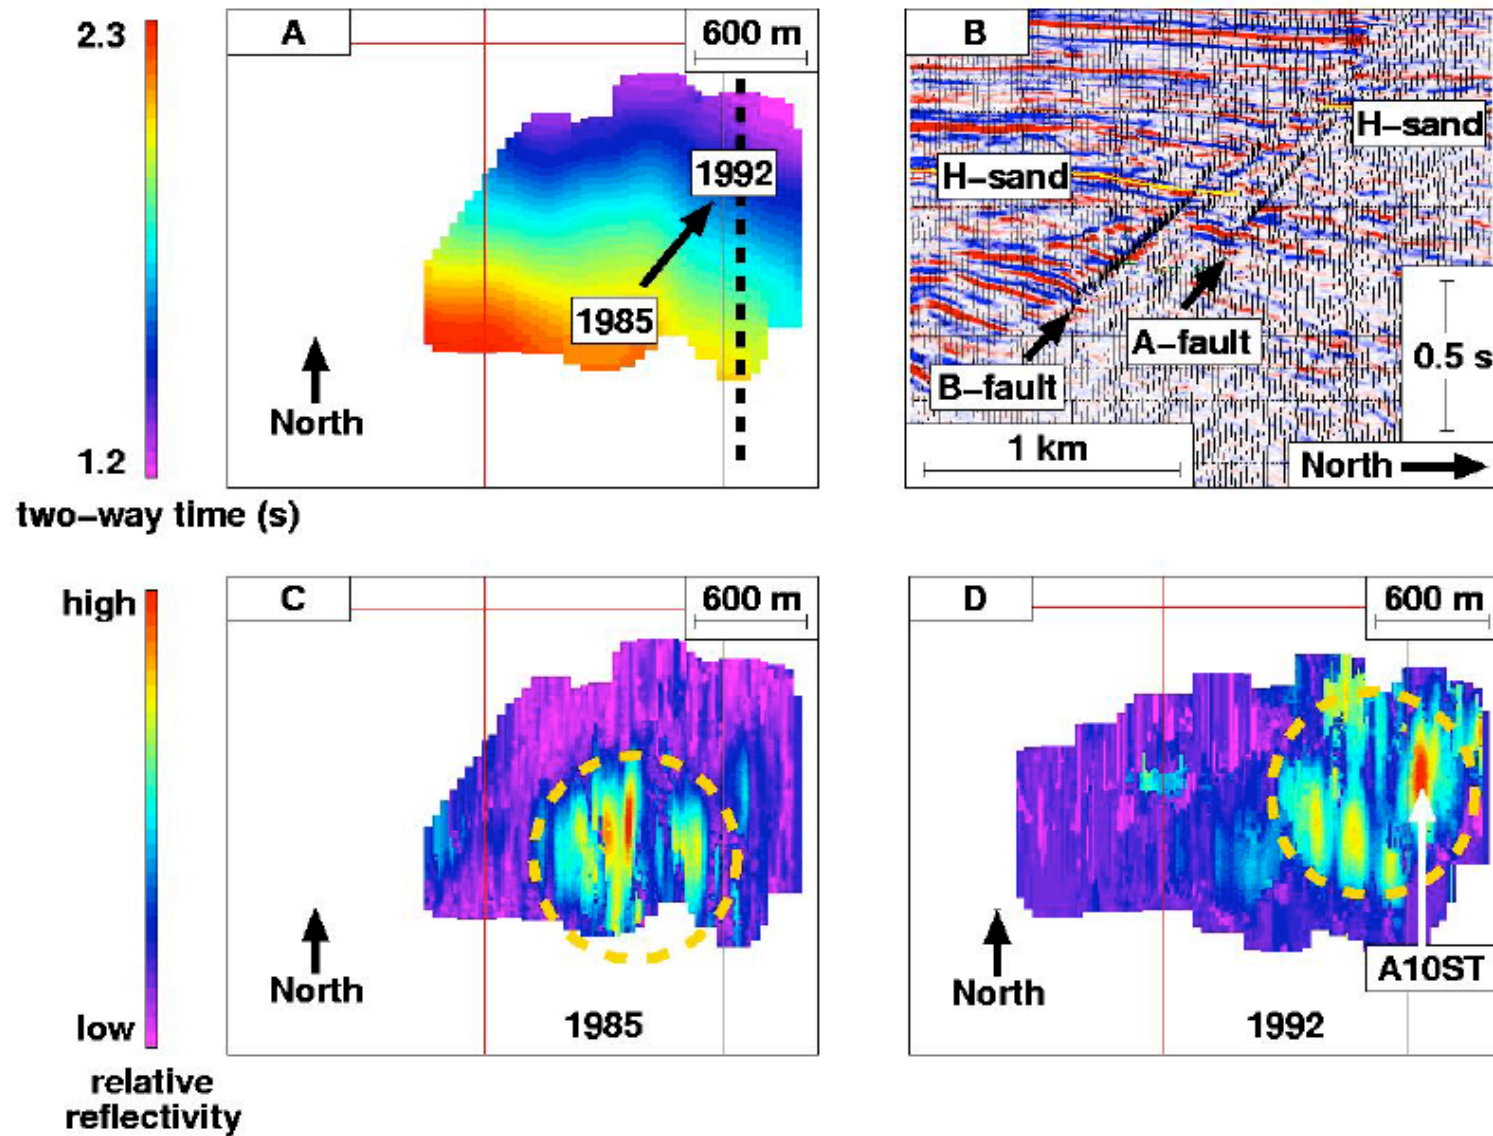 2.3
A
600 m
B
H-sand
1992
H-sand
1985
A-fault
0.5 s
B-fault
North
1 km
1.2
North
two-way time (s)
high
C
600 m
D
600 m
A10ST
North
North
low
1985
1992
relative
reflectivity